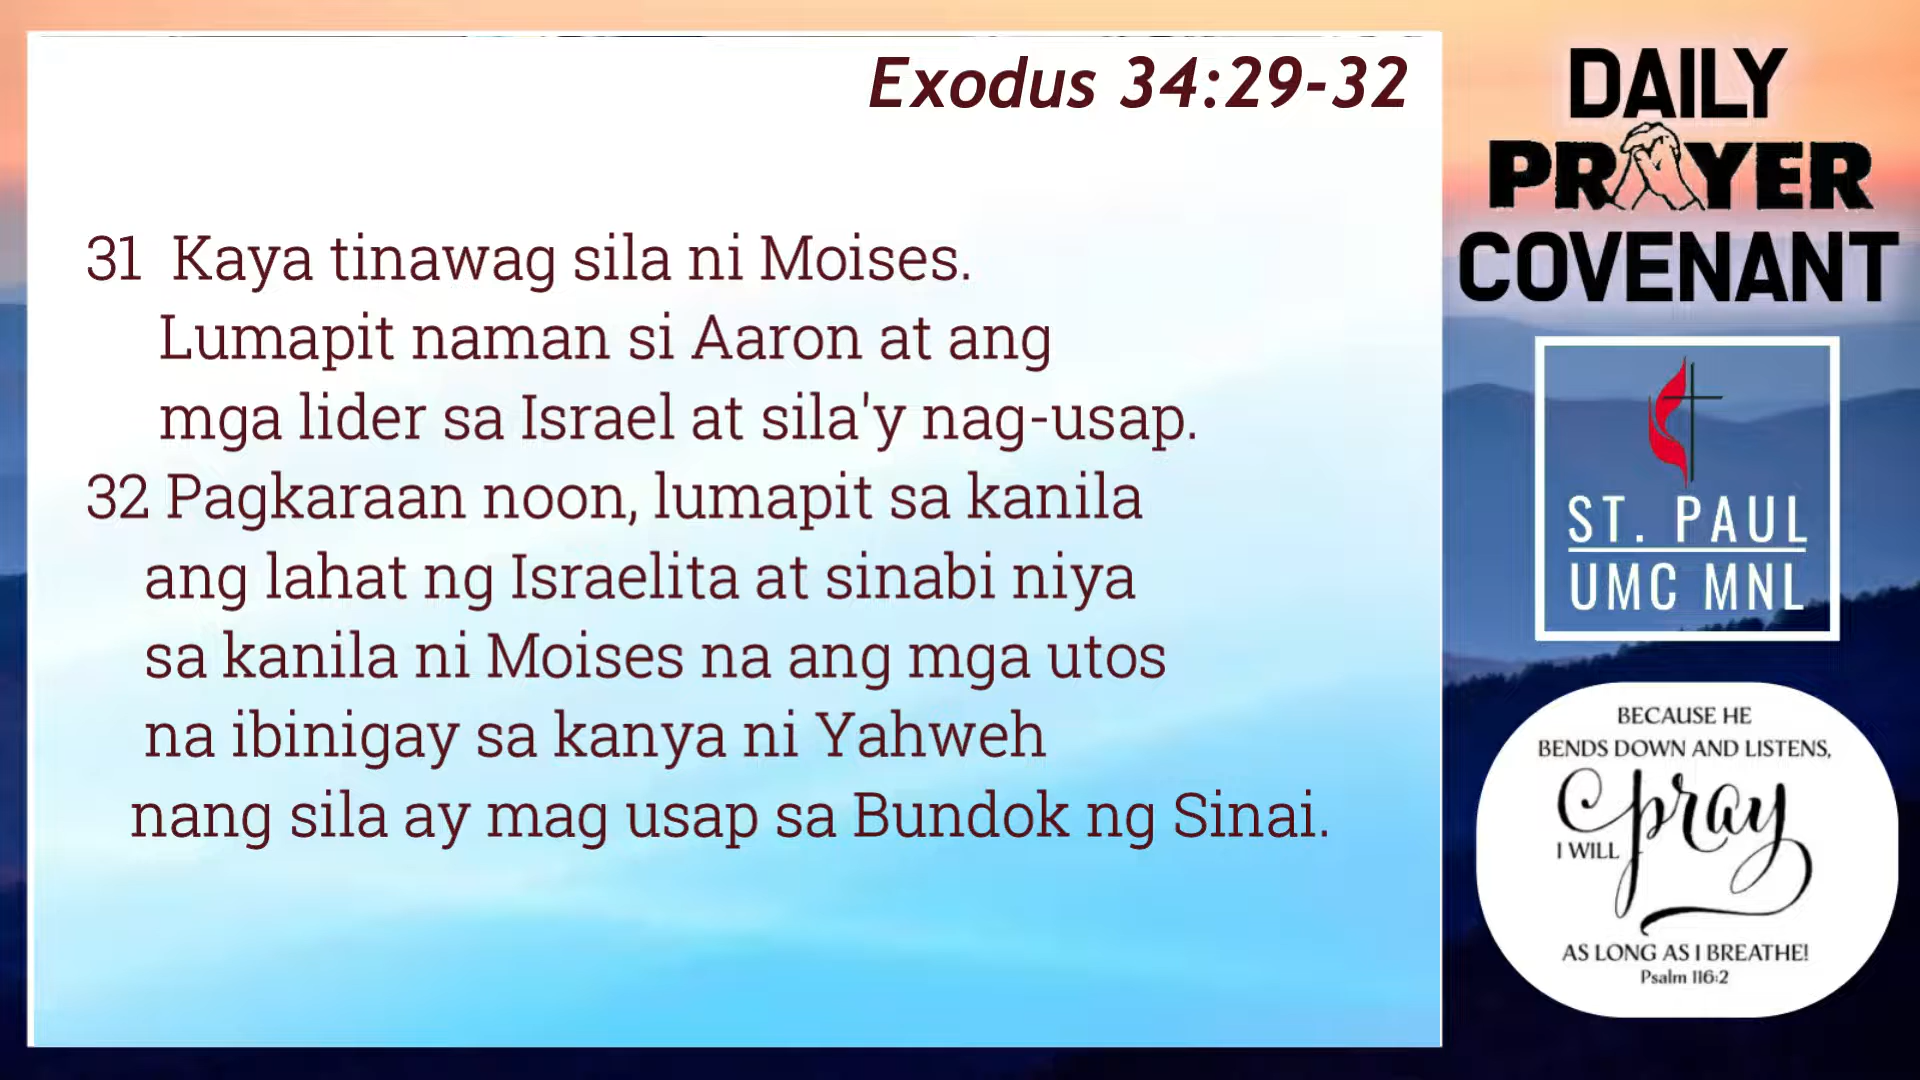 Exodus 34:29-32
31 Kaya tinawag sila ni Moises.
Lumapit naman si Aaron at ang
mga lider sa Israel at sila'y nag-usap.
32 Pagkaraan noon, lumapit sa kanila
ang lahat ng Israelita at sinabi niya
sa kanila ni Moises na ang mga utos
na ibinigay sa kanya ni Yahweh
nang sila ay mag usap sa Bundok ng Sinai.
DAILY
PRAYER
COVENANT
ST. PAUL
UMC MNL
BECAUSE HE
BENDS DOWN AND LISTENS,
I WILL pray
AS LONG AS I BREATHE!
Psalm 116:2